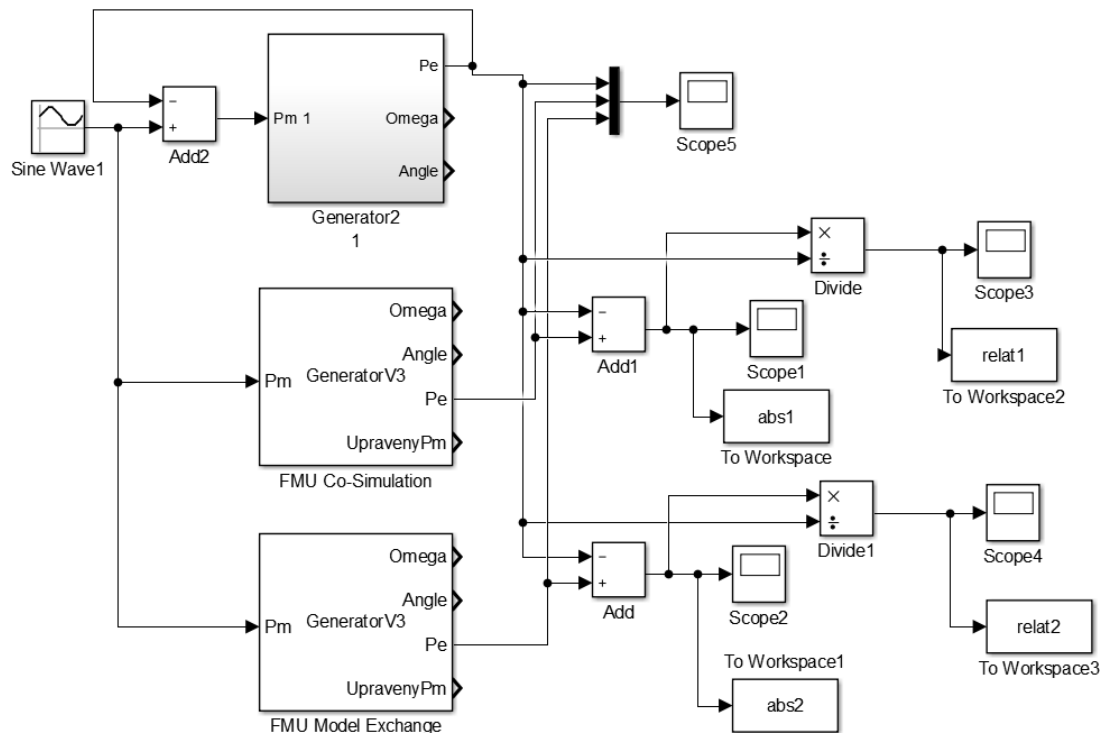 Pe
Pm 1
Omega
Angle
Generator2
1
−
+
Add2
Sine Wave1
Scope5
×
÷
Divide
Scope3
relat1
To Workspace2
Omega
Angle
Pm
GeneratorV3
Pe
UpravenyPm
FMU Co-Simulation
−
+
Add1
Scope1
abs1
To Workspace
×
÷
Divide1
Scope4
relat2
To Workspace3
Omega
Angle
Pm
GeneratorV3
Pe
UpravenyPm
FMU Model Exchange
−
+
Add
Scope2
To Workspace1
abs2